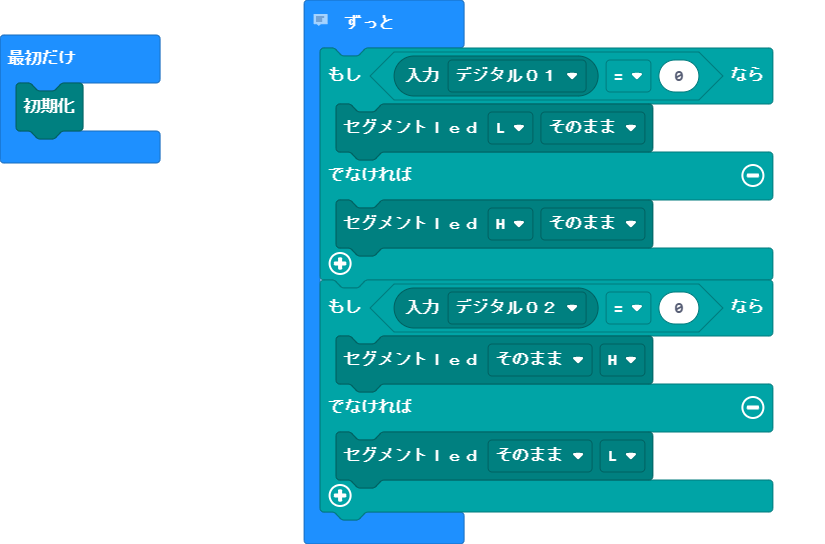 最初だけ
初期化
ずっと
もし 入力 デジタル０１ = 0 なら
セグメントｌｅｄ L そのまま
でなければ
セグメントｌｅｄ H そのまま
もし 入力 デジタル０２ = 0 なら
セグメントｌｅｄ そのまま H
でなければ
セグメントｌｅｄ そのまま L